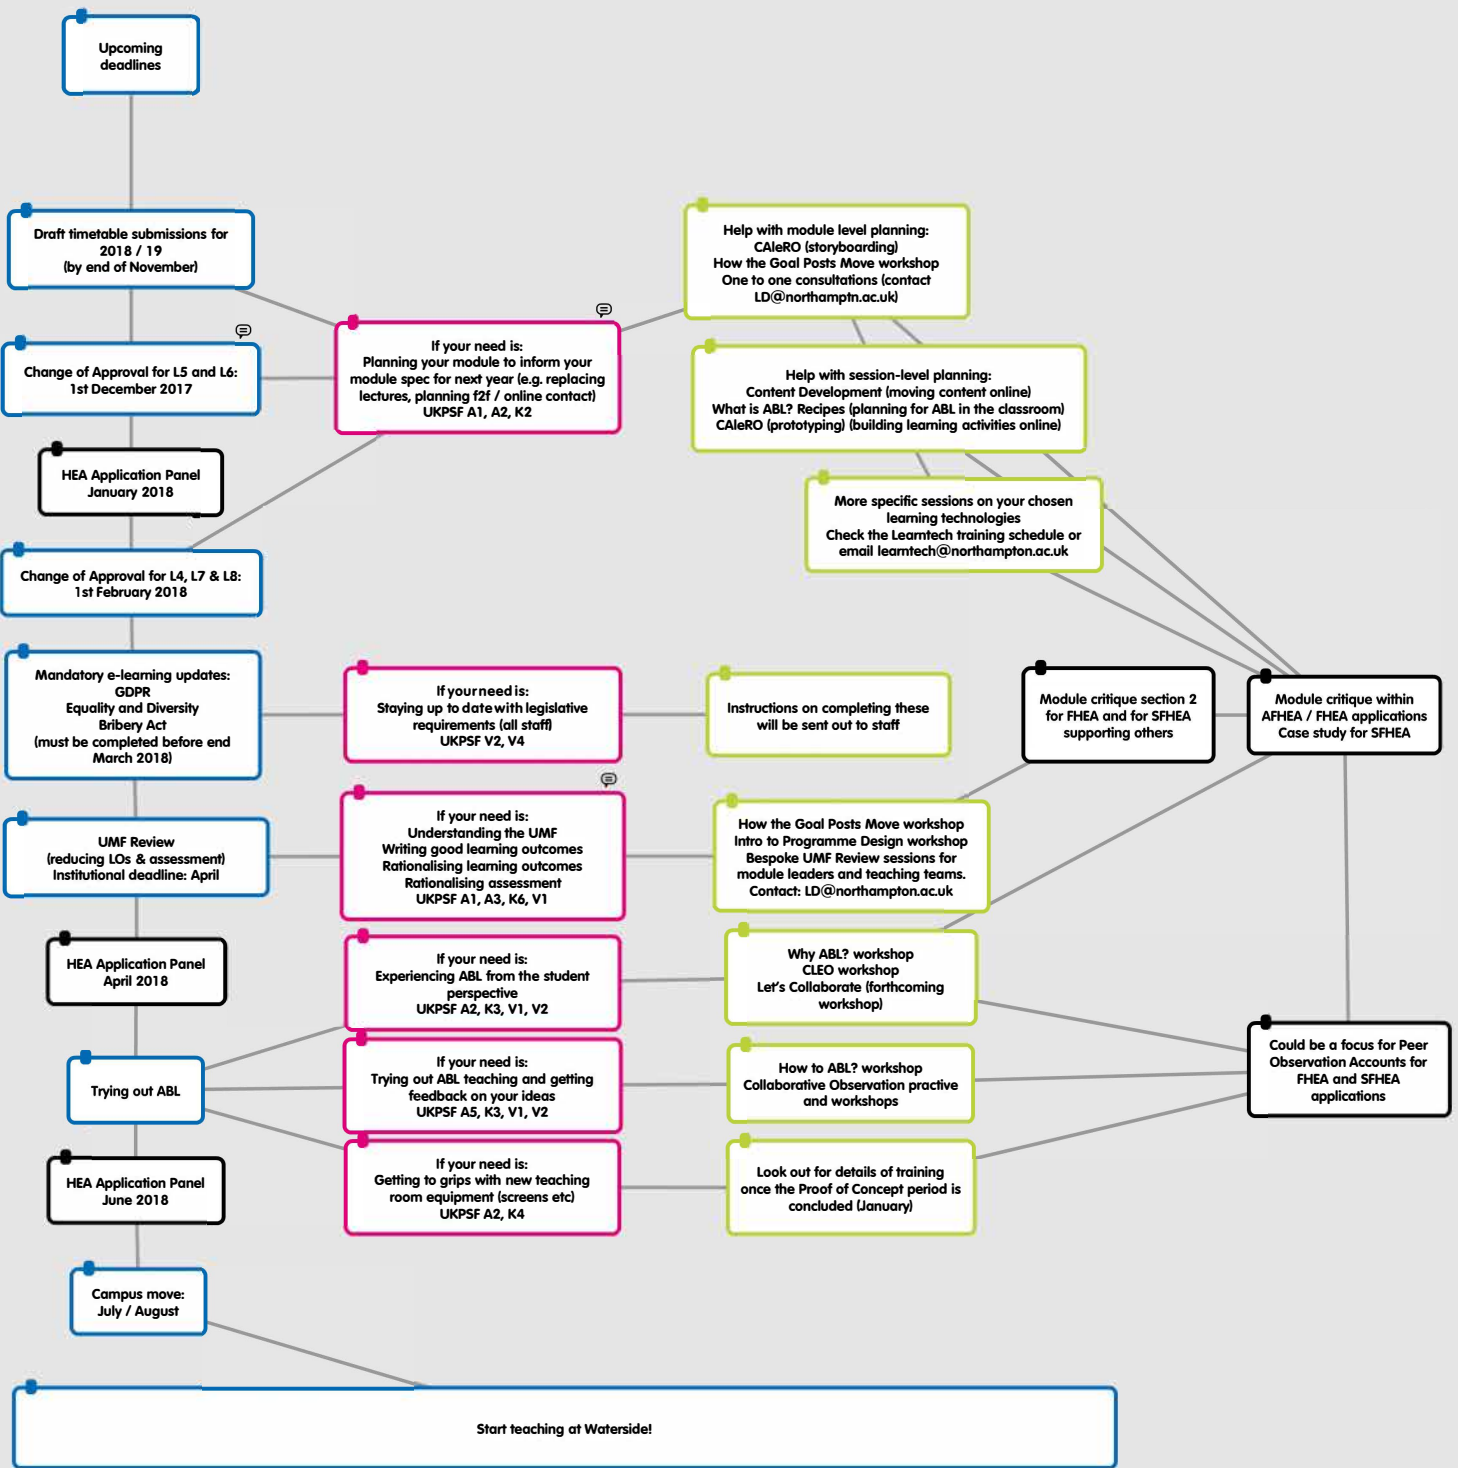 Upcoming
deadlines
Draft timetable submissions for
2018 / 19
(by end of November)
Change of Approval for L5 and L6:
1st December 2017
HEA Application Panel
January 2018
Change of Approval for L4, L7 & L8:
1st February 2018
Mandatory e-learning updates:
GDPR
Equality and Diversity
Bribery Act
(must be completed before end
March 2018)
UMF Review
(reducing LOs & assessment)
Institutional deadline: April
HEA Application Panel
April 2018
Trying out ABL
HEA Application Panel
June 2018
Campus move:
July / August
Start teaching at Waterside!
If your need is:
Planning your module to inform your
module spec for next year (e.g. replacing
lectures, planning f2f / online contact)
UKPSF A1, A2, K2
If your need is:
Staying up to date with legislative
requirements (all staff)
UKPSF V2, V4
If your need is:
Understanding the UMF
Writing good learning outcomes
Rationalising learning outcomes
Rationalising assessment
UKPSF A1, A3, K6, V1
If your need is:
Experiencing ABL from the student
perspective
UKPSF A2, K3, V1, V2
If your need is:
Trying out ABL teaching and getting
feedback on your ideas
UKPSF A5, K3, V1, V2
If your need is:
Getting to grips with new teaching
room equipment (screens etc)
UKPSF A2, K4
Help with module level planning:
CAleRO (storyboarding)
How the Goal Posts Move workshop
One to one consultations (contact
LD@northamptn.ac.uk)
Help with session-level planning:
Content Development (moving content online)
What is ABL? Recipes (planning for ABL in the classroom)
CAleRO (prototyping) (building learning activities online)
More specific sessions on your chosen
learning technologies
Check the Learntech training schedule or
email learntech@northampton.ac.uk
Instructions on completing these
will be sent out to staff
How the Goal Posts Move workshop
Intro to Programme Design workshop
Bespoke UMF Review sessions for
module leaders and teaching teams.
Contact: LD@northampton.ac.uk
Why ABL? workshop
CLEO workshop
Let's Collaborate (forthcoming
workshop)
How to ABL? workshop
Collaborative Observation practive
and workshops
Look out for details of training
once the Proof of Concept period is
concluded (January)
Module critique section 2
for FHEA and for SFHEA
supporting others
Module critique within
AFHEA / FHEA applications
Case study for SFHEA
Could be a focus for Peer
Observation Accounts for
FHEA and SFHEA
applications